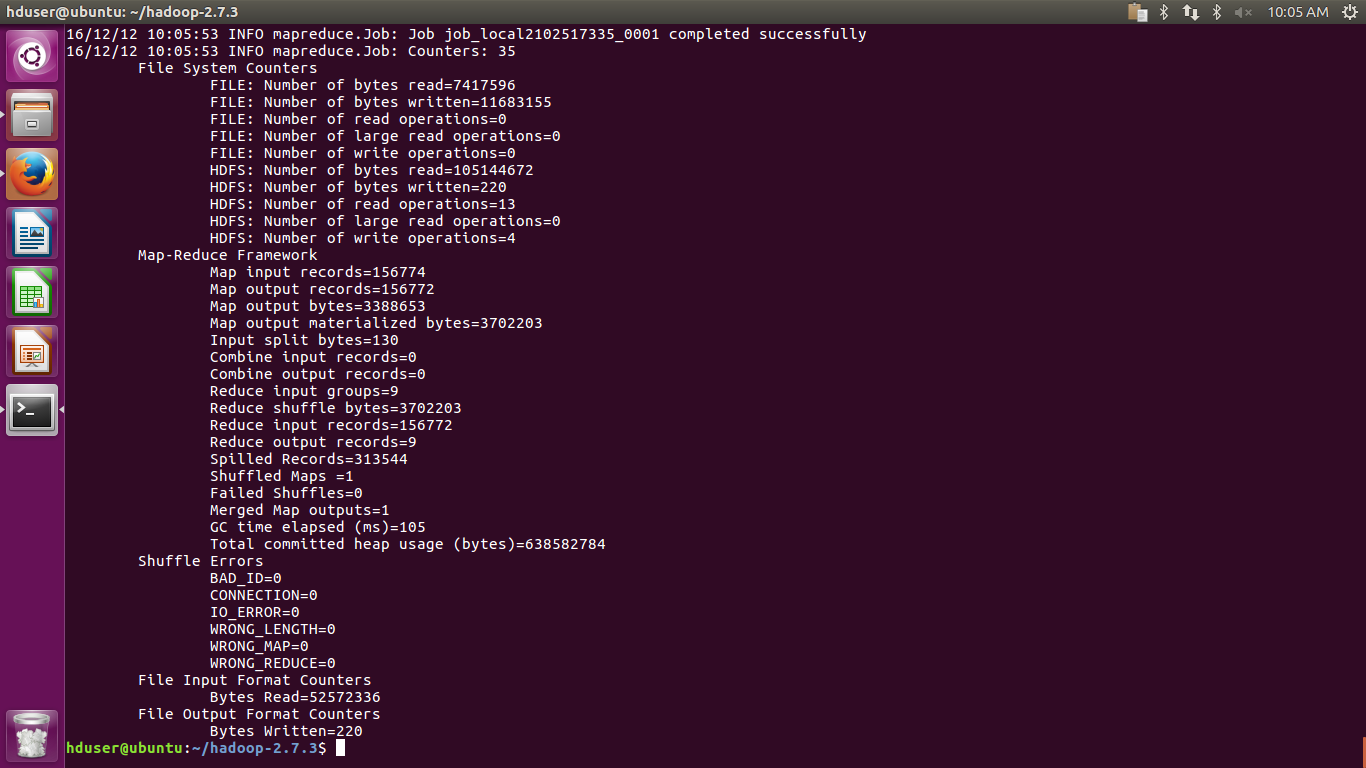 hduser@ubuntu: ~/hadoop-2.7.3 10:05 AM
16/12/12 10:05:53 INFO mapreduce.Job: Job job_local2102517335_0001 completed successfully
16/12/12 10:05:53 INFO mapreduce.Job: Counters: 35
File System Counters
FILE: Number of bytes read=7417596
FILE: Number of bytes written=11683155
FILE: Number of read operations=0
FILE: Number of large read operations=0
FILE: Number of write operations=0
HDFS: Number of bytes read=105144672
HDFS: Number of bytes written=220
HDFS: Number of read operations=13
HDFS: Number of large read operations=0
HDFS: Number of write operations=4
Map-Reduce Framework
Map input records=156774
Map output records=156772
Map output bytes=3388653
Map output materialized bytes=3702203
Input split bytes=130
Combine input records=0
Combine output records=0
Reduce input groups=9
Reduce shuffle bytes=3702203
Reduce input records=156772
Reduce output records=9
Spilled Records=313544
Shuffled Maps =1
Failed Shuffles=0
Merged Map outputs=1
GC time elapsed (ms)=105
Total committed heap usage (bytes)=638582784
Shuffle Errors
BAD_ID=0
CONNECTION=0
IO_ERROR=0
WRONG_LENGTH=0
WRONG_MAP=0
WRONG_REDUCE=0
File Input Format Counters
Bytes Read=52572336
File Output Format Counters
Bytes Written=220
hduser@ubuntu:~/hadoop-2.7.3$